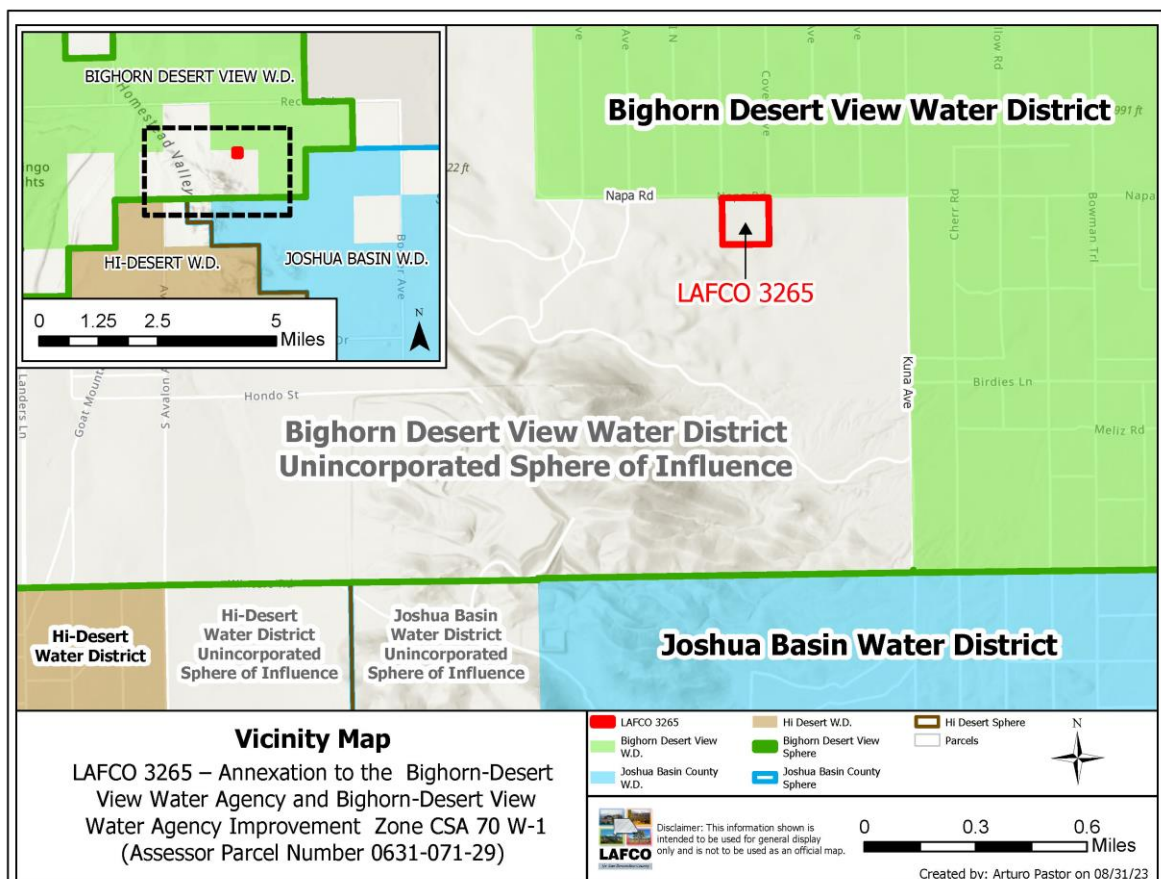 BIGHORN DESERT VIEW W.D.
Homestead Valley
HI-DESERT W.D.
JOSHUA BASIN W.D.
0 1.25 2.5 5
Miles
N
Bighorn Desert View Water District
991 ft
22 ft
Napa Rd
Napa Rd
Napa
Cherr Rd
Bowman Trl
LAFCO 3265
Kuna Ave
Birdies Ln
Meliz Rd
Landers Ln
Goat Mount
S Avalon A
Hondo St
Bighorn Desert View Water District
Unincorporated Sphere of Influence
Hi-Desert
Water District
Hi-Desert
Water District
Unincorporated
Sphere of Influence
Joshua Basin
Water District
Unincorporated
Sphere of Influence
Joshua Basin Water District
Vicinity Map
LAFCO 3265 – Annexation to the Bighorn-Desert
View Water Agency and Bighorn-Desert View
Water Agency Improvement Zone CSA 70 W-1
(Assessor Parcel Number 0631-071-29)
LAFCO 3265
Bighorn Desert View
W.D.
Joshua Basin County
W.D.
Hi Desert W.D.
Bighorn Desert View
Sphere
Joshua Basin County
Sphere
Hi Desert Sphere
Parcels
N
LAFCO
Disclaimer: This information shown is
intended to be used for general display
only and is not to be used as an official map.
0 0.3 0.6
Miles
Created by: Arturo Pastor on 08/31/23